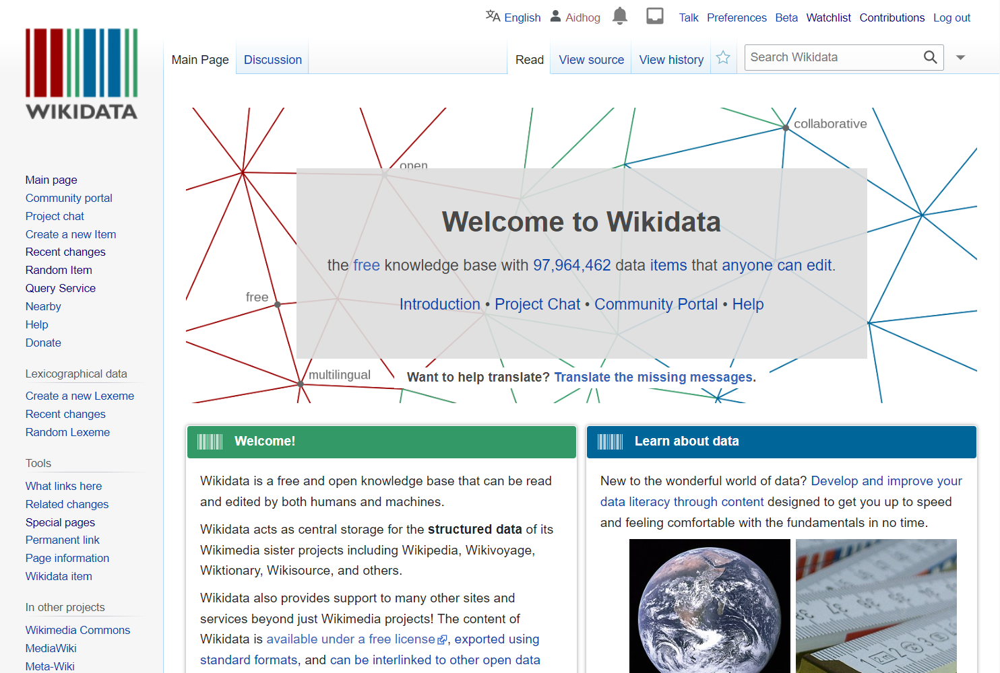 English Aidhog Talk Preferences Beta Watchlist Contributions Log out
WIKIDATA
Main Page Discussion Read View source View history Search Wikidata
Main page
Community portal
Project chat
Create a new Item
Recent changes
Random Item
Query Service
Nearby
Help
Donate
Lexicographical data
Create a new Lexeme
Recent changes
Random Lexeme
Tools
What links here
Related changes
Special pages
Permanent link
Page information
Wikidata item
In other projects
Wikimedia Commons
MediaWiki
Meta-Wiki
collaborative
open
free
multilingual
Welcome to Wikidata
the free knowledge base with 97,964,462 data items that anyone can edit.
Introduction • Project Chat • Community Portal • Help
Want to help translate? Translate the missing messages.
Welcome!
Wikidata is a free and open knowledge base that can be read
and edited by both humans and machines.
Wikidata acts as central storage for the structured data of its
Wikimedia sister projects including Wikipedia, Wikivoyage,
Wiktionary, Wikisource, and others.
Wikidata also provides support to many other sites and
services beyond just Wikimedia projects! The content of
Wikidata is available under a free license, exported using
standard formats, and can be interlinked to other open data
Learn about data
New to the wonderful world of data? Develop and improve your
data literacy through content designed to get you up to speed
and feeling comfortable with the fundamentals in no time.